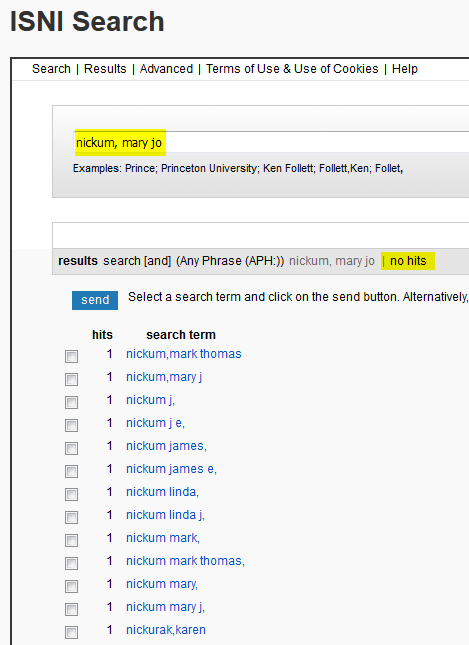 ISNI Search
Search | Results | Advanced | Terms of Use & Use of Cookies | Help
nickum, mary jo
Examples: Prince; Princeton University; Ken Follett; Follett,Ken; Follet,
results search [and] (Any Phrase (APH:)) nickum, mary jo | no hits
send Select a search term and click on the send button. Alternatively,
hits search term
1 nickum,mark thomas
1 nickum,mary j
1 nickum j,
1 nickum j e,
1 nickum james,
1 nickum james e,
1 nickum linda,
1 nickum linda j,
1 nickum mark,
1 nickum mark thomas,
1 nickum mary,
1 nickum mary j,
1 nickurak,karen